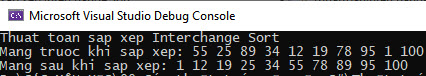 Microsoft Visual Studio Debug Console
Thuat toan sap xep Interchange Sort
Mang truoc khi sap xep: 55 25 89 34 12 19 78 95 1 100
Mang sau khi sap xep: 1 12 19 25 34 55 78 89 95 100